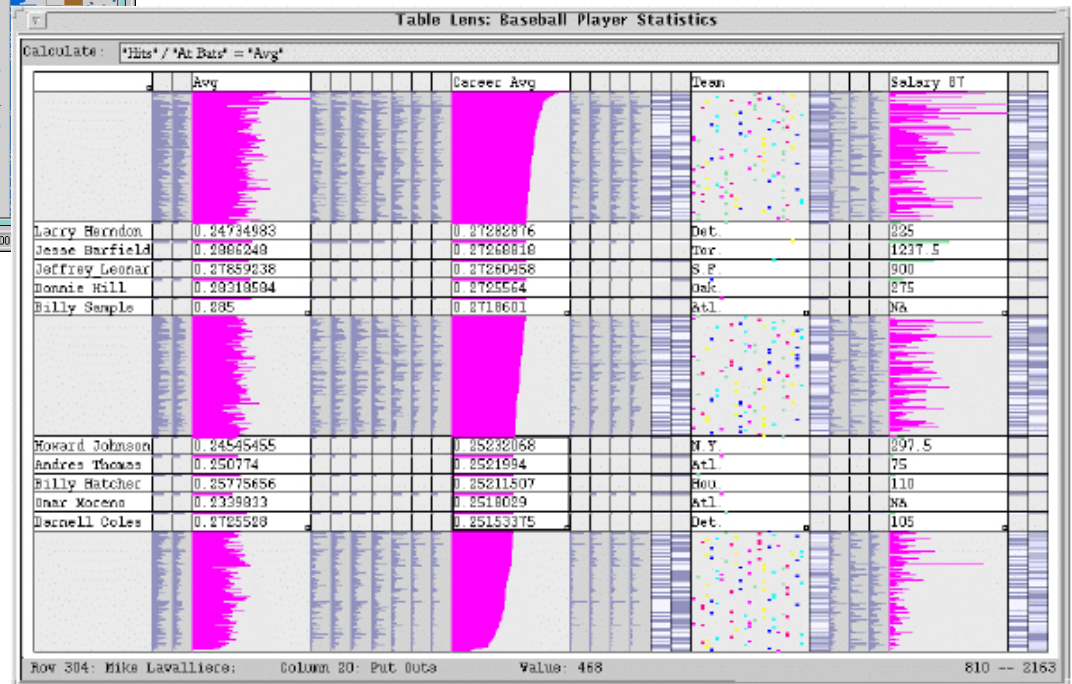 Table Lens: Baseball Player Statistics
Calculate: "Hits" / "At Bats" = "Avg"
Avg Career Avg Team Salary 87
Larry Herndon 0.24734983 0.27282876 Det. 225
Jesse Barfield 0.2886248 0.27268818 Tor. 1237.5
Jeffrey Leonar 0.27859238 0.27260458 S.F. 900
Donnie Hill 0.28318584 0.2725564 Oak. 275
Billy Sample 0.285 0.2718601 Atl. NA
Howard Johnson 0.24545455 0.25232068 N.Y. 297.5
Andres Thomas 0.250774 0.2521994 Atl. 75
Billy Hatcher 0.25775656 0.25211507 Hou. 110
Omar Moreno 0.2339833 0.2518029 Atl. NA
Darnell Coles 0.2725528 0.25153375 Det. 105
Row 304: Mike Lavalliere: Column 20: Put Outs Value: 468 810 -- 2163